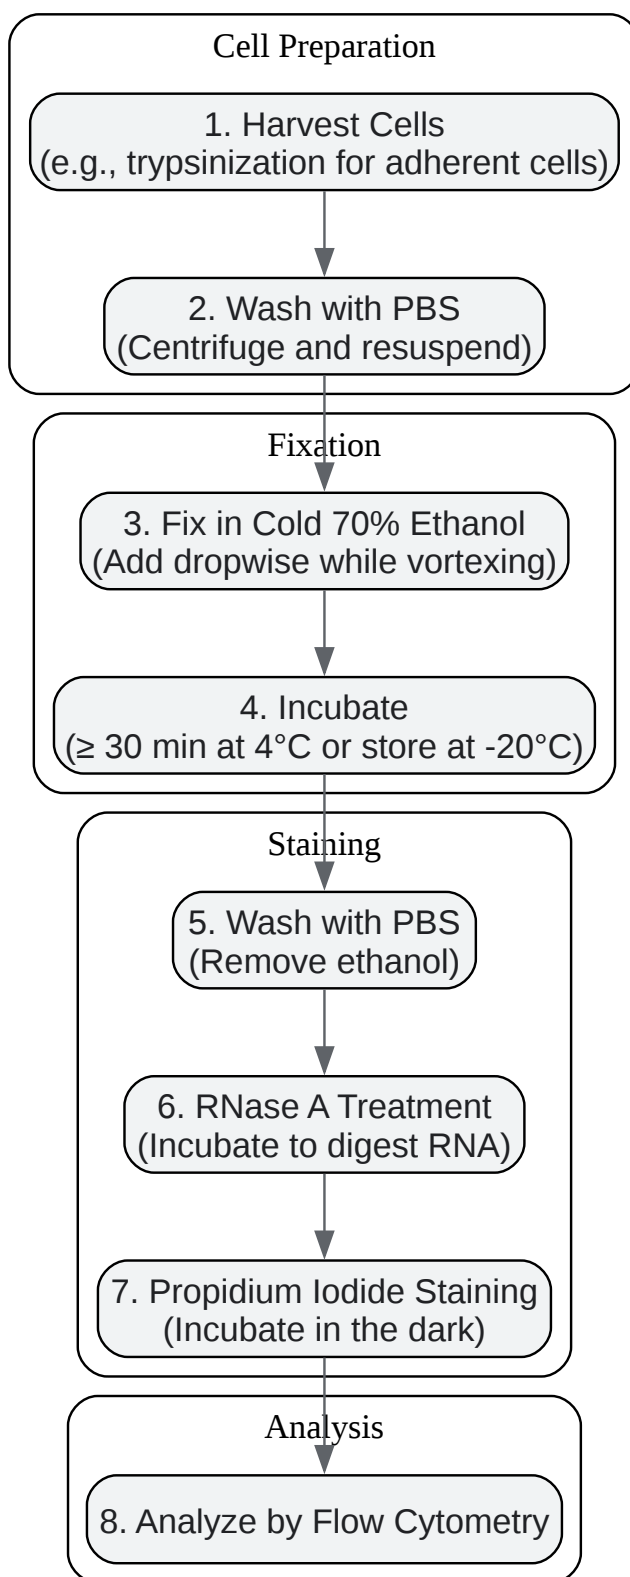 Cell Preparation
1. Harvest Cells
(e.g., trypsinization for adherent cells)
2. Wash with PBS
(Centrifuge and resuspend)
Fixation
3. Fix in Cold 70% Ethanol
(Add dropwise while vortexing)
4. Incubate
(≥ 30 min at 4°C or store at -20°C)
Staining
5. Wash with PBS
(Remove ethanol)
6. RNase A Treatment
(Incubate to digest RNA)
7. Propidium Iodide Staining
(Incubate in the dark)
Analysis
8. Analyze by Flow Cytometry